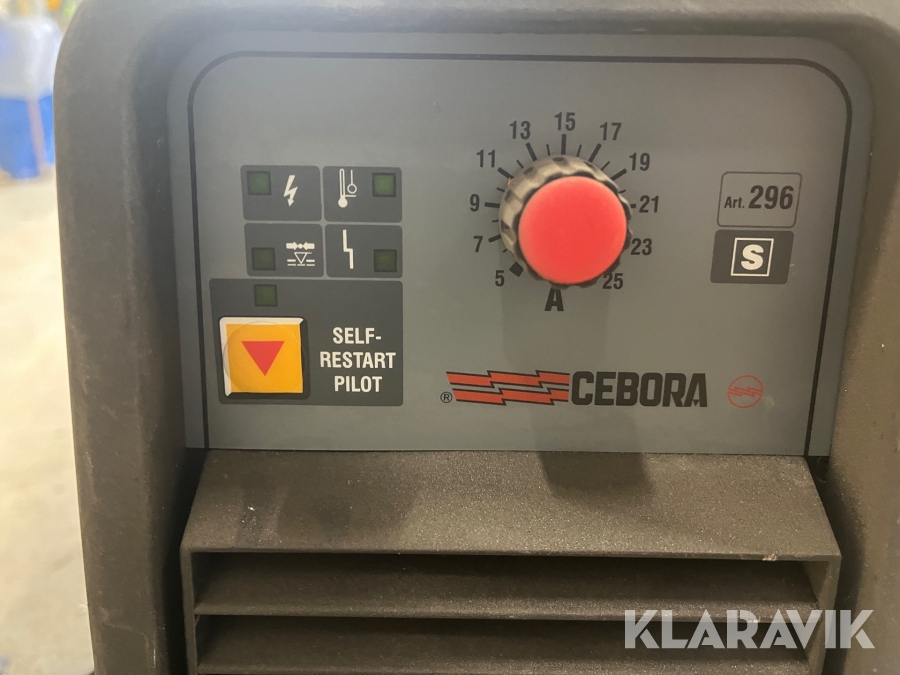 5
7
9
11
13
15
17
19
21
23
25
A
Art. 296
S
SELF-
RESTART
PILOT
® CEBORA
KLARAVIK